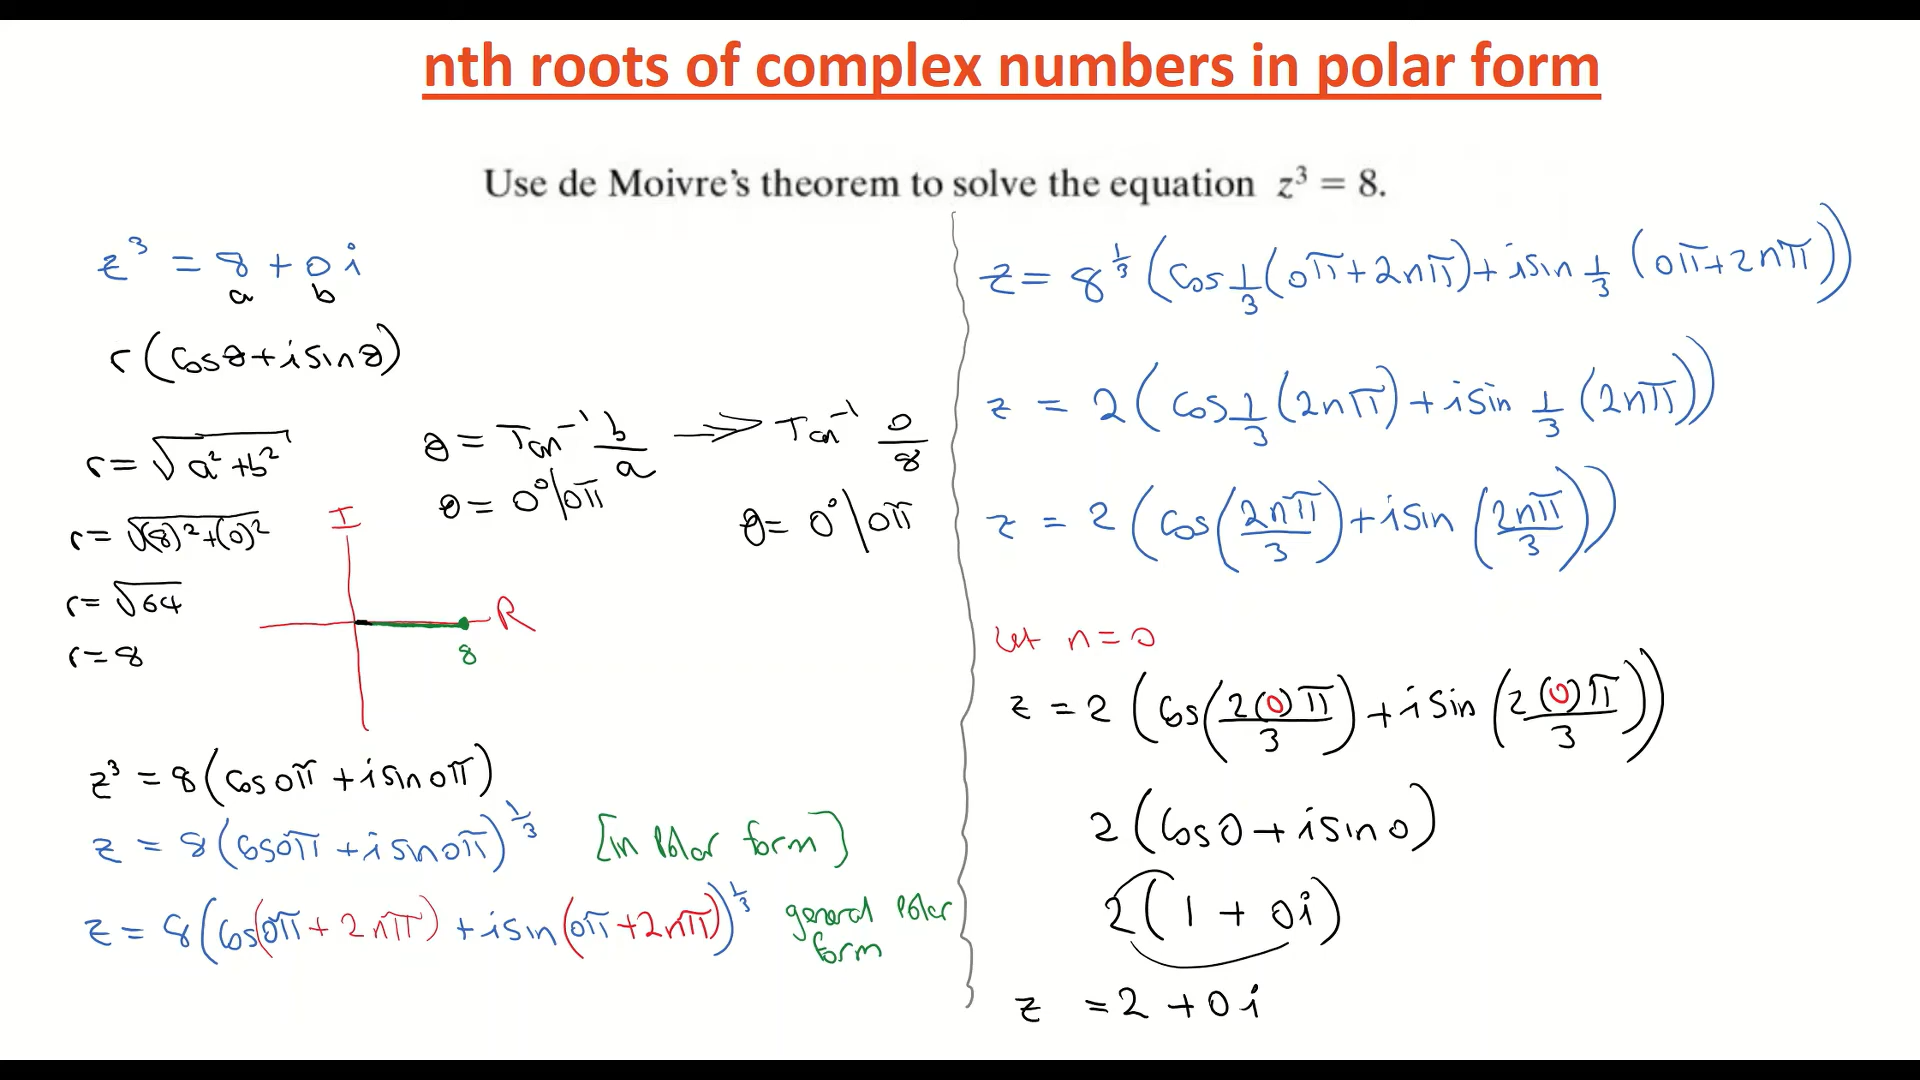 nth roots of complex numbers in polar form
Use de Moivre's theorem to solve the equation z³ = 8.
z³ = 8 + 0i
a b
r(Cosθ + iSinθ)
r = √(a² + b²)
r = √((8)² + (0)²)
r = √64
r = 8
θ = Tan⁻¹ b/a ⟶ Tan⁻¹ 0/8
θ = 0°/0π
θ = 0°/0π
I
R
8
z³ = 8(Cos0π + iSin0π)
z = 8(Cos0π + iSin0π)^(1/3) [in Polar form]
z = 8(Cos(0π + 2nπ) + iSin(0π + 2nπ))^(1/3) general Polar
form
z = 8^(1/3) (Cos 1/3 (0π + 2nπ) + iSin 1/3 (0π + 2nπ))
z = 2(Cos 1/3 (2nπ) + iSin 1/3 (2nπ))
z = 2(Cos(2nπ/3) + iSin(2nπ/3))
let n = 0
z = 2(Cos(2(0)π/3) + iSin(2(0)π/3))
2(Cos0 + iSin0)
2(1 + 0i)
z = 2 + 0i